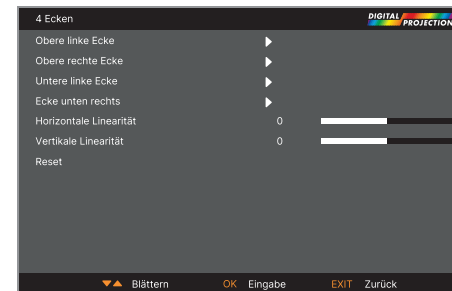 4 Ecken DIGITAL PROJECTION
Obere linke Ecke
Obere rechte Ecke
Untere linke Ecke
Ecke unten rechts
Horizontale Linearität 0
Vertikale Linearität 0
Reset
Blättern OK Eingabe EXIT Zurück